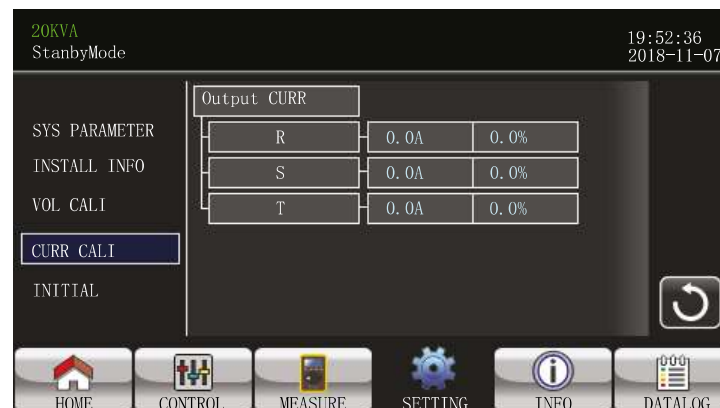 20KVA
StanbyMode
19:52:36
2018-11-07
SYS PARAMETER
INSTALL INFO
VOL CALI
CURR CALI
INITIAL
Output CURR
R 0.0A 0.0%
S 0.0A 0.0%
T 0.0A 0.0%
HOME CONTROL MEASURE SETTING INFO DATALOG